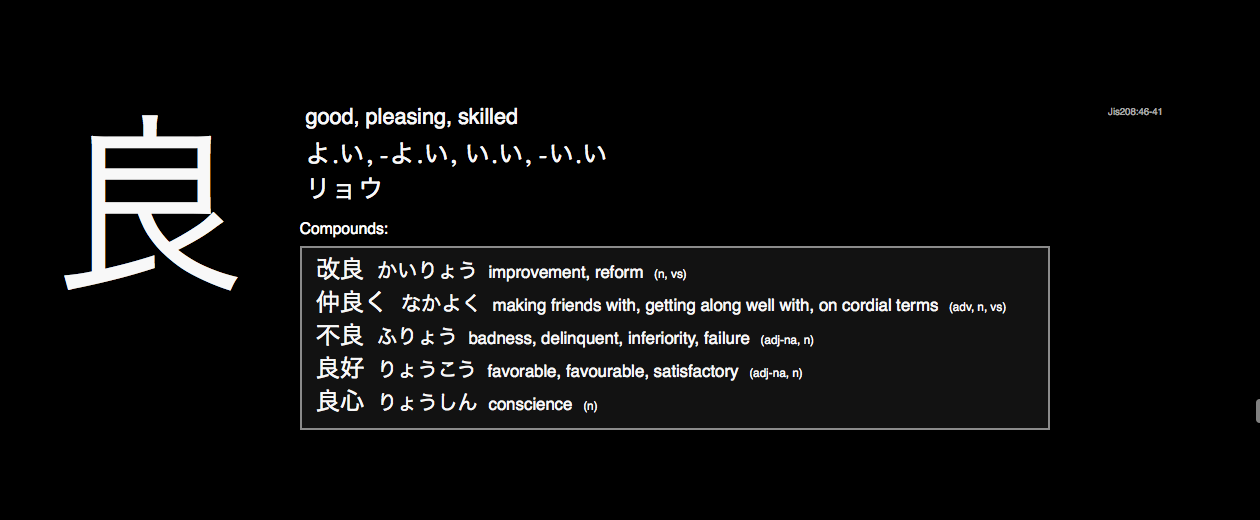 良
good, pleasing, skilled
Jis208:46-41
よ.い, -よ.い, い.い, -い.い
リョウ
Compounds:
改良 かいりょう improvement, reform (n, vs)
仲良く なかよく making friends with, getting along well with, on cordial terms (adv, n, vs)
不良 ふりょう badness, delinquent, inferiority, failure (adj-na, n)
良好 りょうこう favorable, favourable, satisfactory (adj-na, n)
良心 りょうしん conscience (n)